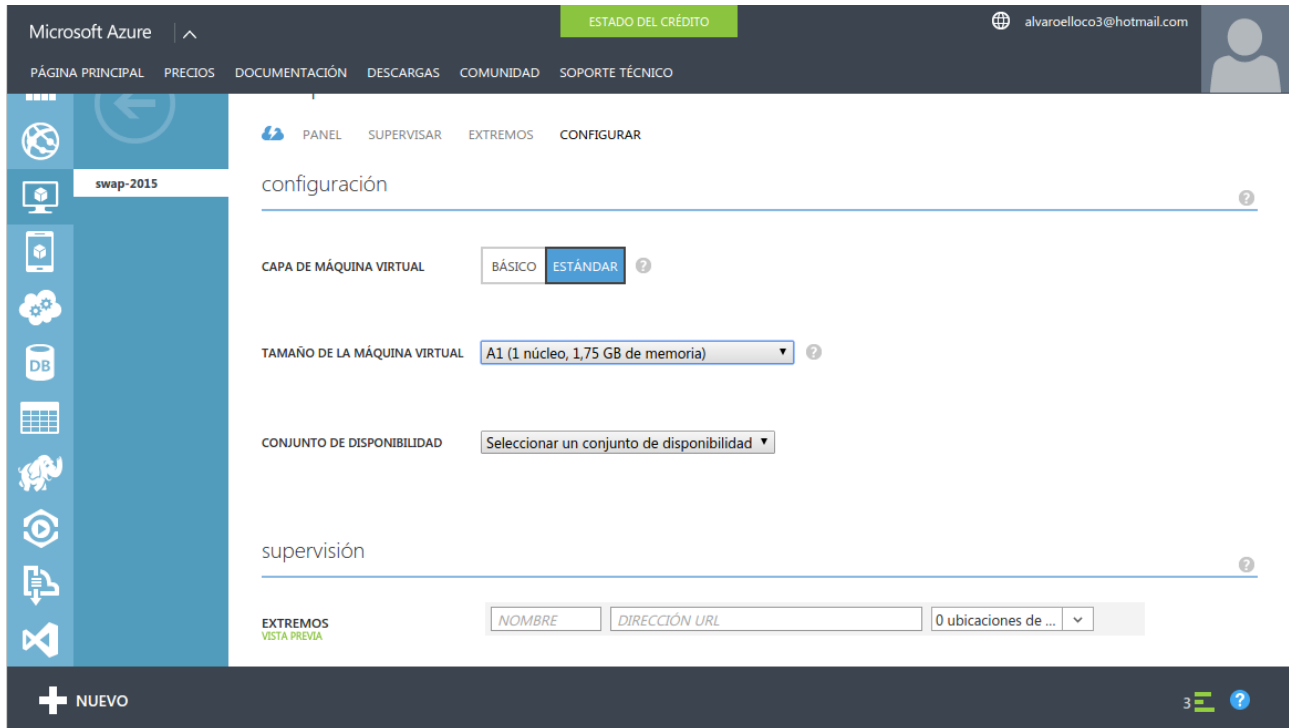 ESTADO DEL CRÉDITO
Microsoft Azure
alvaroelloco3@hotmail.com
PÁGINA PRINCIPAL PRECIOS DOCUMENTACIÓN DESCARGAS COMUNIDAD SOPORTE TÉCNICO
PANEL SUPERVISAR EXTREMOS CONFIGURAR
swap-2015
configuración
?
CAPA DE MÁQUINA VIRTUAL BÁSICO ESTÁNDAR ?
TAMAÑO DE LA MÁQUINA VIRTUAL A1 (1 núcleo, 1,75 GB de memoria) ?
DB
CONJUNTO DE DISPONIBILIDAD Seleccionar un conjunto de disponibilidad
supervisión
?
EXTREMOS NOMBRE DIRECCIÓN URL 0 ubicaciones de ...
VISTA PREVIA
NUEVO
3 ?